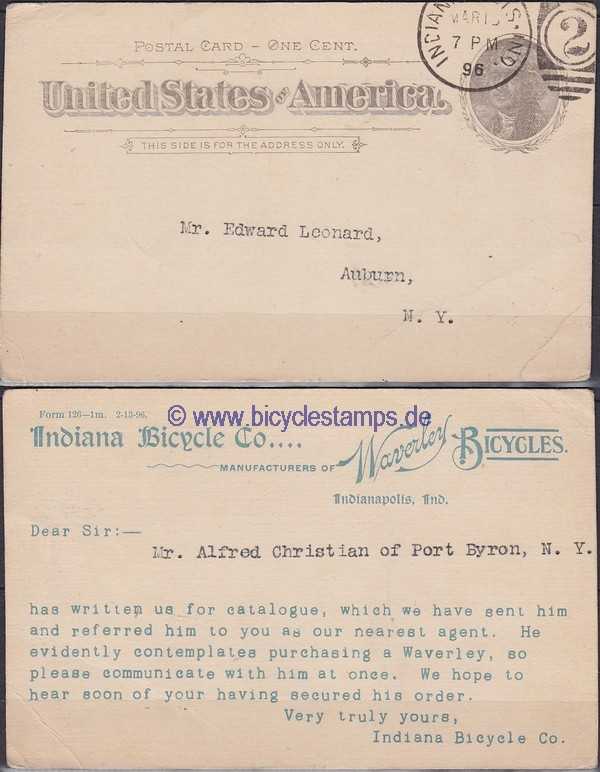 POSTAL CARD – ONE CENT.
United States of America.
THIS SIDE IS FOR THE ADDRESS ONLY.
7 PM
96
2
Mr. Edward Leonard,
Auburn,
N. Y.
© www.bicyclestamps.de
Form 126—1m. 2-13-96.
Indiana Bicycle Co....
MANUFACTURERS OF Waverley BICYCLES.
Indianapolis, Ind.
Dear Sir:—
Mr. Alfred Christian of Port Byron, N. Y.
has written us for catalogue, which we have sent him
and referred him to you as our nearest agent. He
evidently contemplates purchasing a Waverley, so
please communicate with him at once. We hope to
hear soon of your having secured his order.
Very truly yours,
Indiana Bicycle Co.